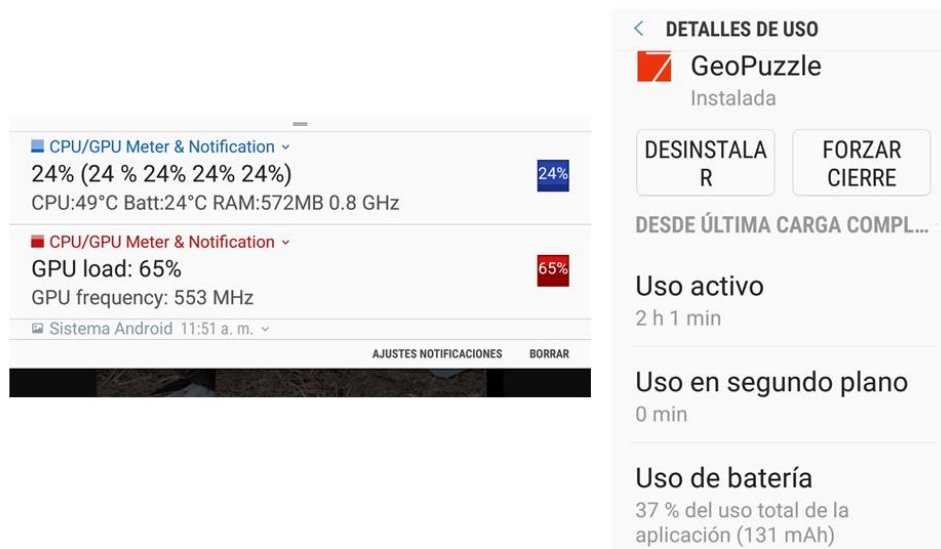 CPU/GPU Meter & Notification
24% (24 % 24% 24% 24%)
24%
CPU:49°C Batt:24°C RAM:572MB 0.8 GHz
CPU/GPU Meter & Notification
GPU load: 65%
65%
GPU frequency: 553 MHz
Sistema Android 11:51 a. m.
AJUSTES NOTIFICACIONES BORRAR
DETALLES DE USO
GeoPuzzle
Instalada
DESINSTALA
R
FORZAR
CIERRE
DESDE ÚLTIMA CARGA COMPL...
Uso activo
2 h 1 min
Uso en segundo plano
0 min
Uso de batería
37 % del uso total de la
aplicación (131 mAh)